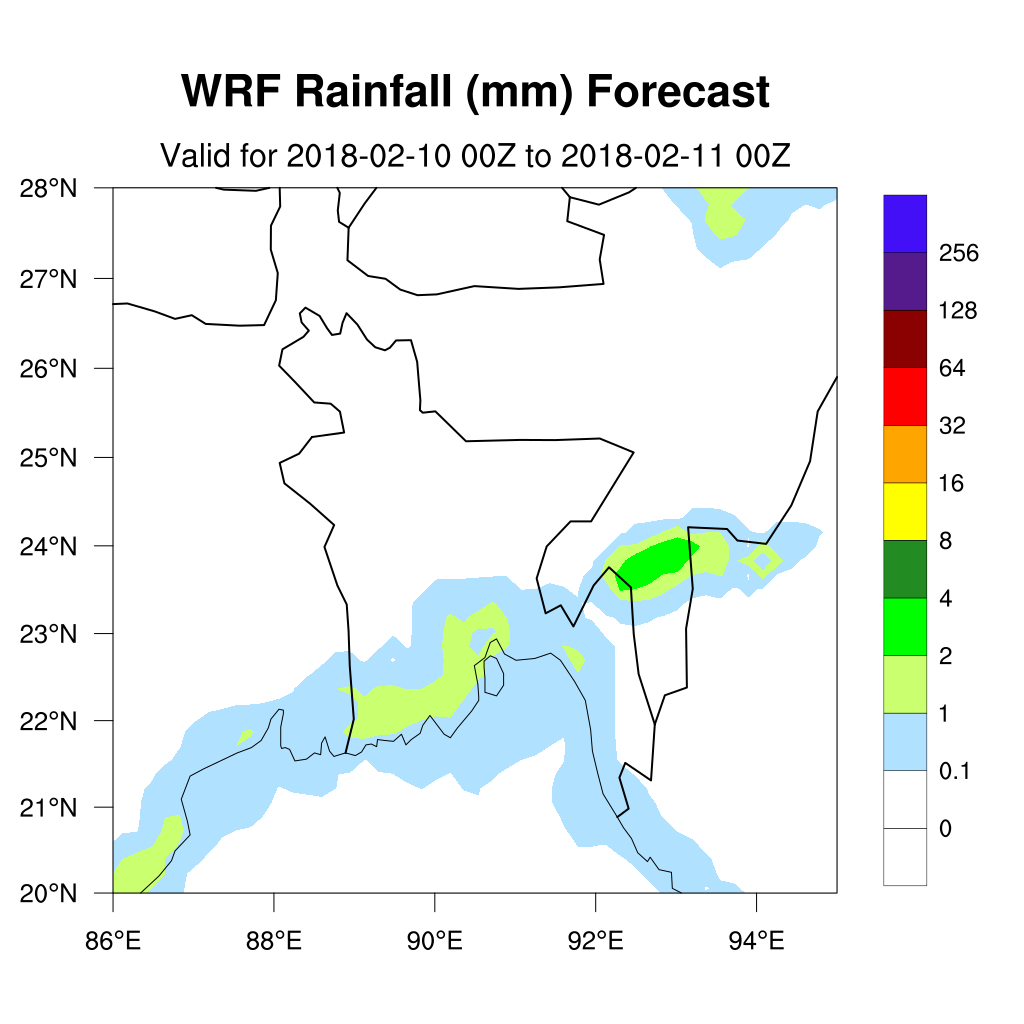 WRF Rainfall (mm) Forecast
Valid for 2018-02-10 00Z to 2018-02-11 00Z
28°N
27°N
26°N
25°N
24°N
23°N
22°N
21°N
20°N
86°E 88°E 90°E 92°E 94°E
256
128
64
32
16
8
4
2
1
0.1
0